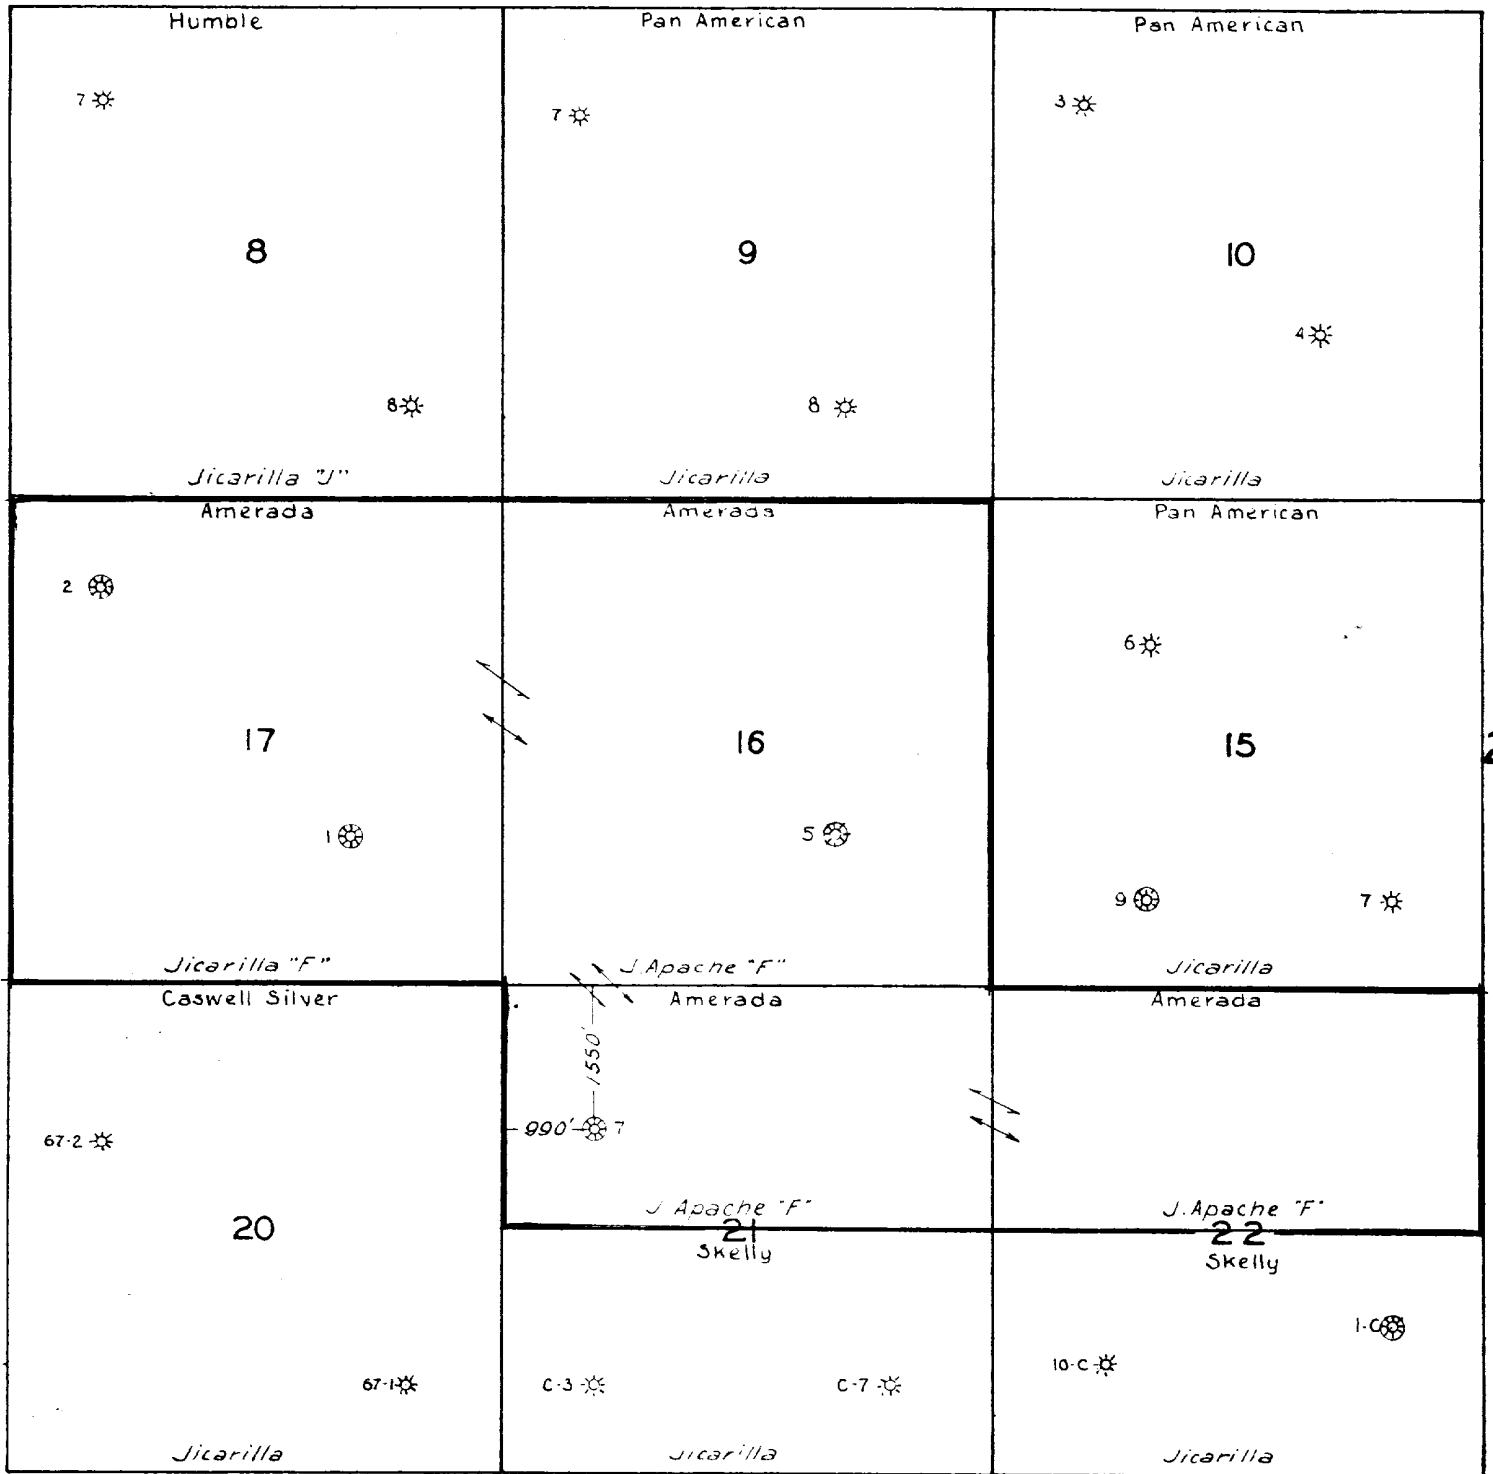 Humble
7
8
8
Jicarilla "J"
Pan American
7
9
8
Jicarilla
Pan American
3
10
4
Jicarilla
Amerada
2
17
1
Jicarilla "F"
Amerada
16
5
J. Apache "F"
Pan American
6
15
9
7
Jicarilla
Caswell Silver
67-2
20
67-1
Jicarilla
Amerada
1550'
990'
7
J Apache "F"
21
Skelly
C-3
C-7
Jicarilla
Amerada
J. Apache "F"
22
Skelly
1-C
10-C
Jicarilla